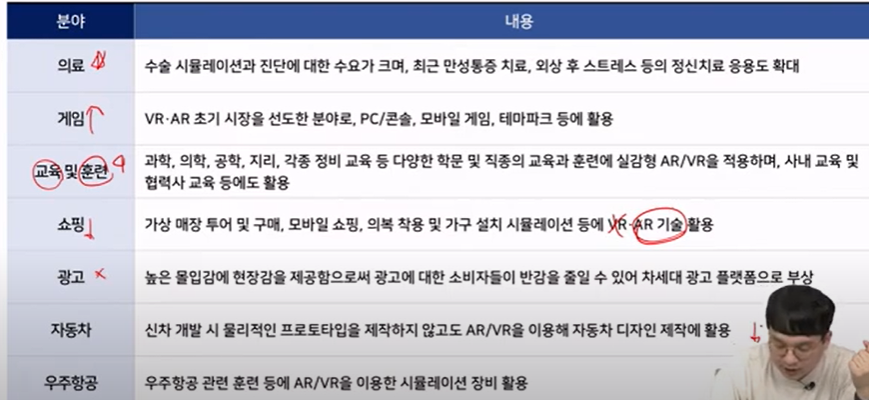 분야 내용
의료 수술 시뮬레이션과 진단에 대한 수요가 크며, 최근 만성통증 치료, 외상 후 스트레스 등의 정신치료 응용도 확대
게임 VR·AR 초기 시장을 선도한 분야로, PC/콘솔, 모바일 게임, 테마파크 등에 활용
교육 및 훈련 과학, 의학, 공학, 지리, 각종 정비 교육 등 다양한 학문 및 직종의 교육과 훈련에 실감형 AR/VR을 적용하며, 사내 교육 및
협력사 교육 등에도 활용
쇼핑 가상 매장 투어 및 구매, 모바일 쇼핑, 의복 착용 및 가구 설치 시뮬레이션 등에 VR·AR 기술 활용
광고 높은 몰입감에 현장감을 제공함으로써 광고에 대한 소비자들이 반감을 줄일 수 있어 차세대 광고 플랫폼으로 부상
자동차 신차 개발 시 물리적인 프로토타입을 제작하지 않고도 AR/VR을 이용해 자동차 디자인 제작에 활용
우주항공 우주항공 관련 훈련 등에 AR/VR을 이용한 시뮬레이션 장비 활용